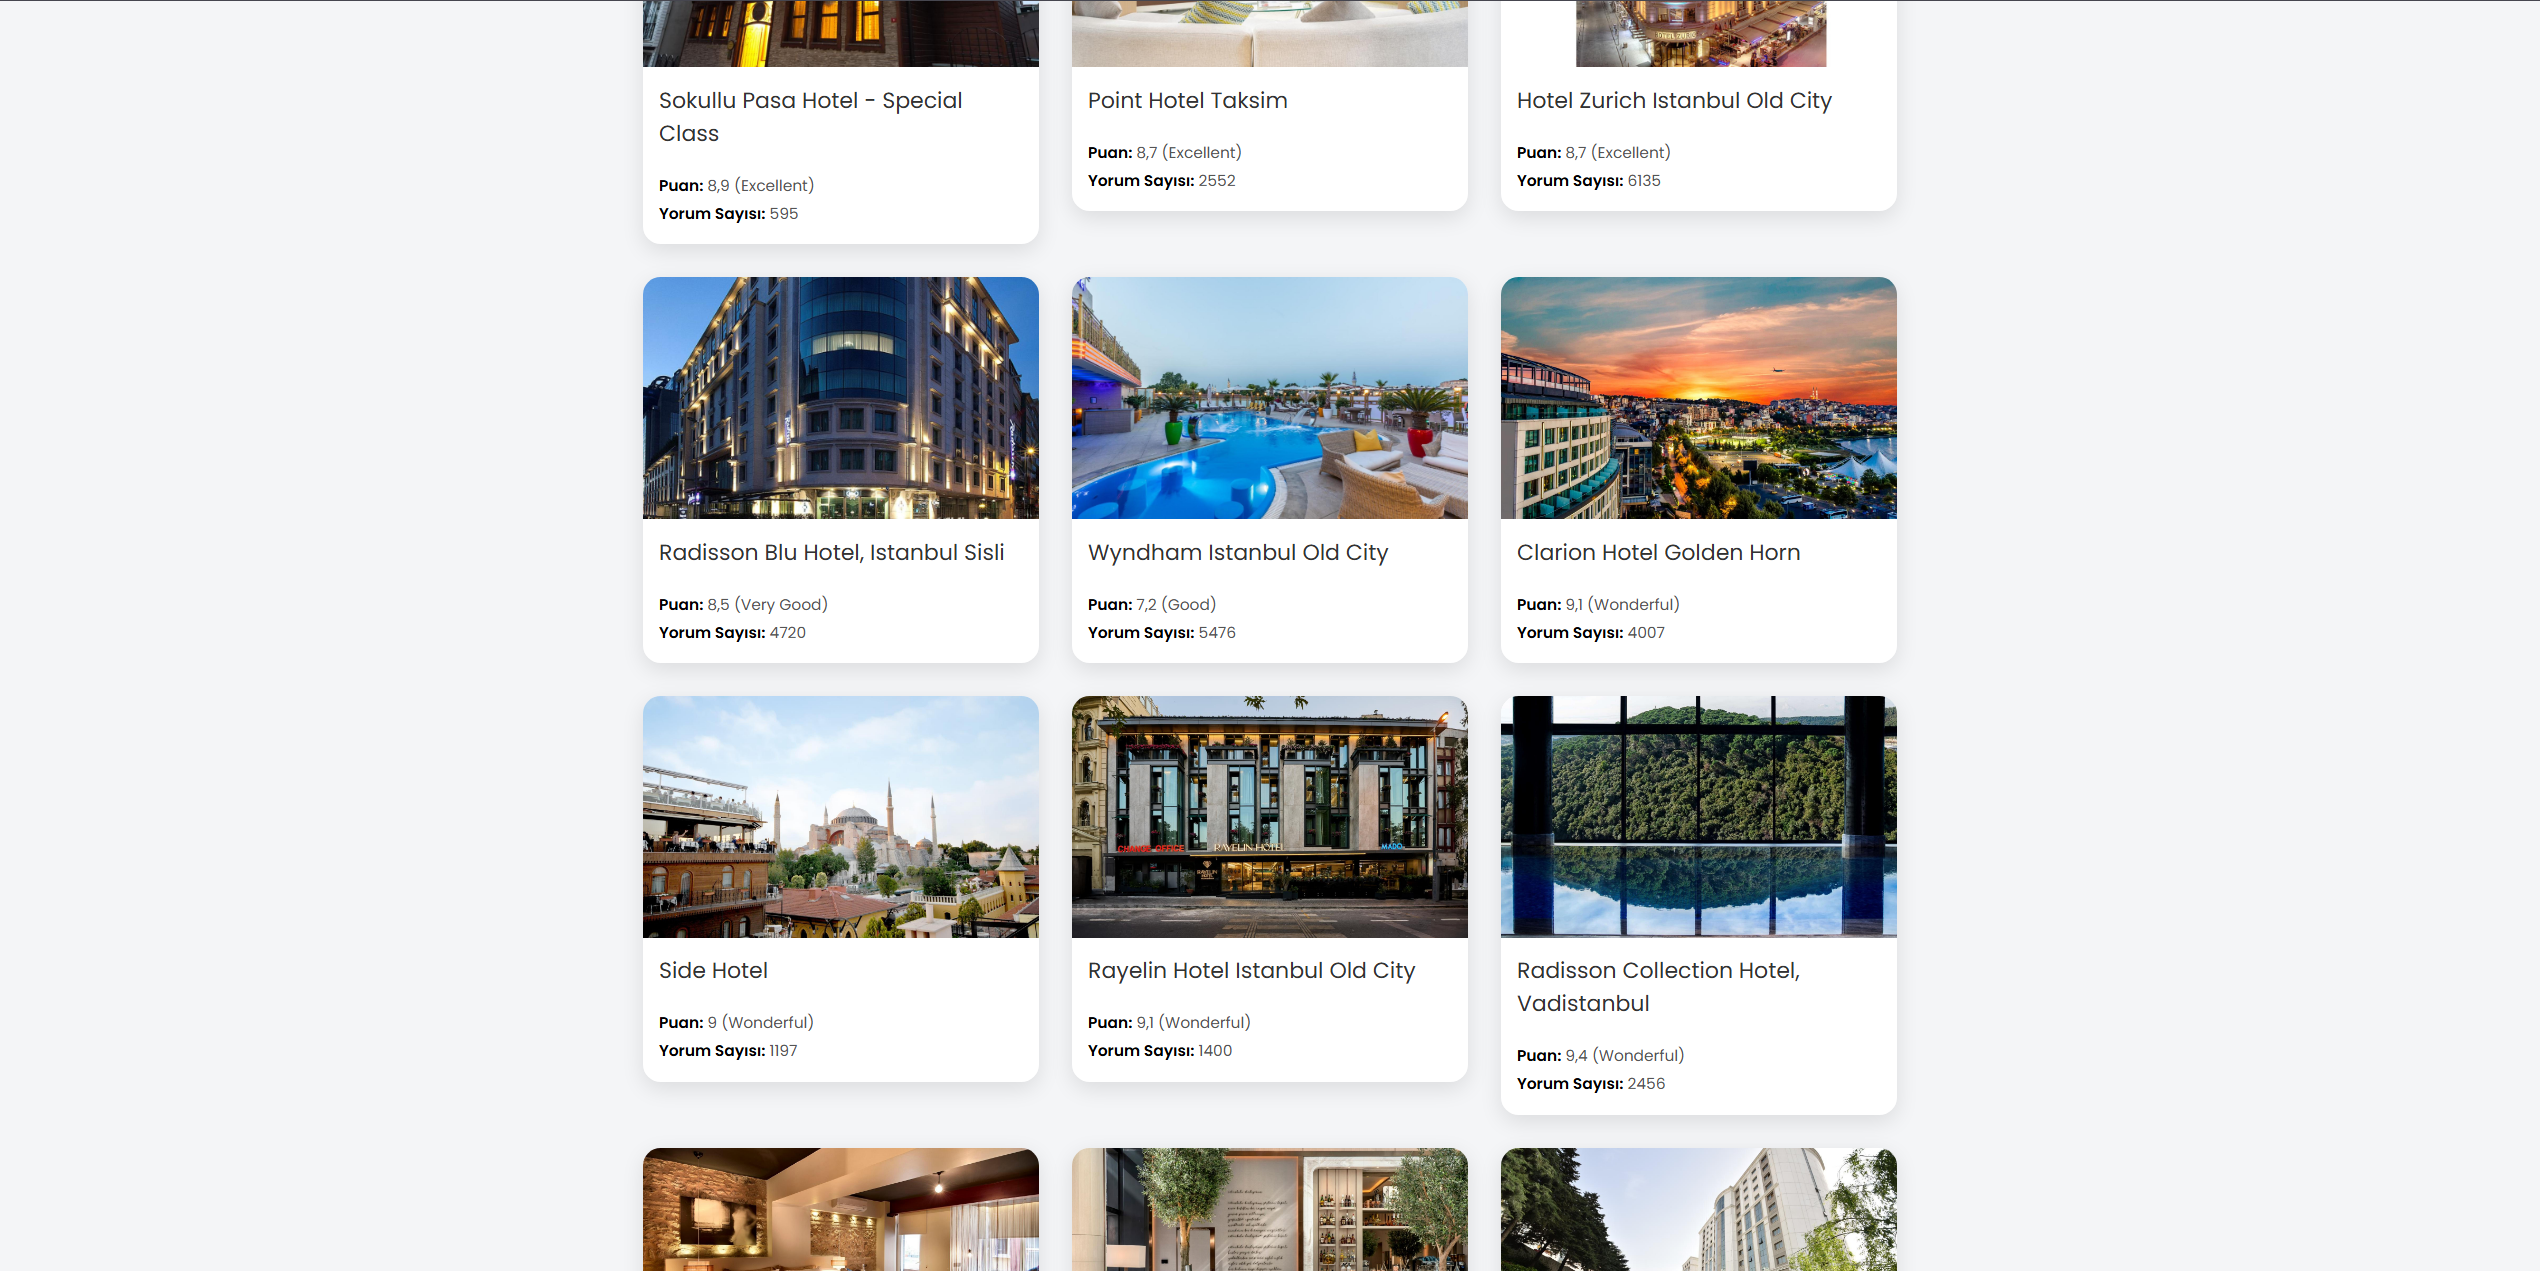 HOTEL ZURICH
Sokullu Pasa Hotel - Special
Class
Puan: 8,9 (Excellent)
Yorum Sayısı: 595
Point Hotel Taksim
Puan: 8,7 (Excellent)
Yorum Sayısı: 2552
Hotel Zurich Istanbul Old City
Puan: 8,7 (Excellent)
Yorum Sayısı: 6135
Radisson Blu Hotel, Istanbul Sisli
Puan: 8,5 (Very Good)
Yorum Sayısı: 4720
Wyndham Istanbul Old City
Puan: 7,2 (Good)
Yorum Sayısı: 5476
Clarion Hotel Golden Horn
Puan: 9,1 (Wonderful)
Yorum Sayısı: 4007
RAYELIN HOTEL
MADO
Side Hotel
Puan: 9 (Wonderful)
Yorum Sayısı: 1197
Rayelin Hotel Istanbul Old City
Puan: 9,1 (Wonderful)
Yorum Sayısı: 1400
Radisson Collection Hotel,
Vadistanbul
Puan: 9,4 (Wonderful)
Yorum Sayısı: 2456